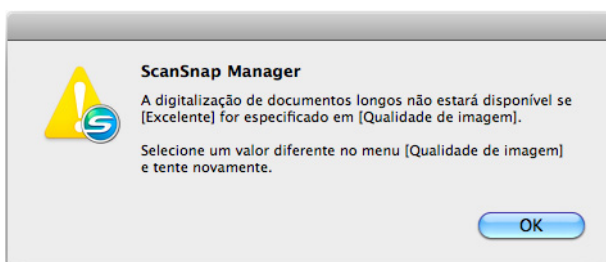 ScanSnap Manager
A digitalização de documentos longos não estará disponível se
[Excelente] for especificado em [Qualidade de imagem].
Selecione um valor diferente no menu [Qualidade de imagem]
e tente novamente.
OK